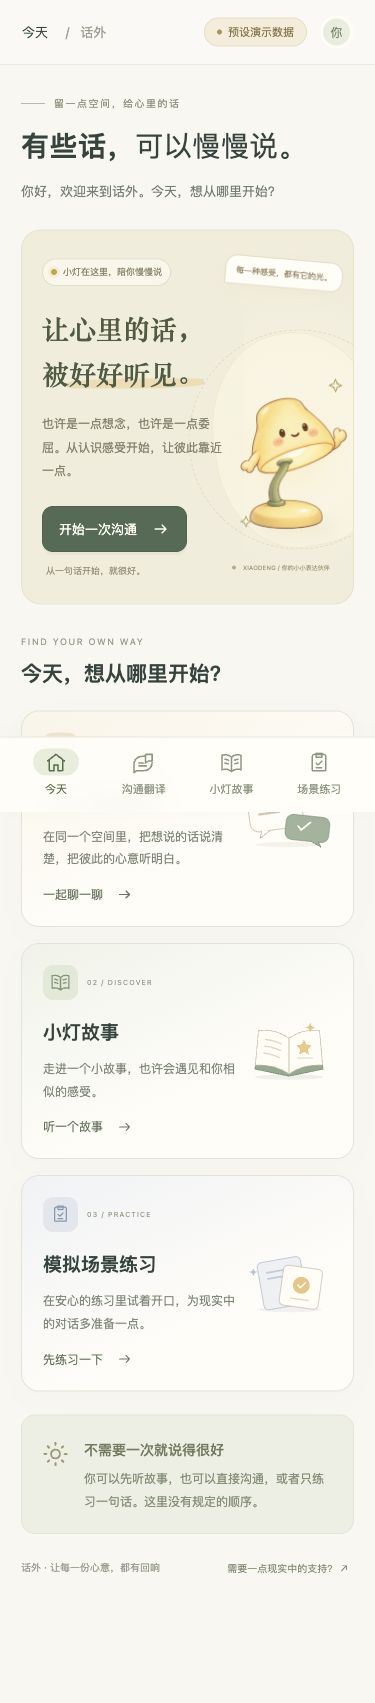 今天 / 话外
预设演示数据
你
留一点空间，给心里的话
有些话，可以慢慢说。
你好，欢迎来到话外。今天，想从哪里开始？
小灯在这里，陪你慢慢说
每一种感受，都有它的光。
让心里的话，
被好好听见。
也许是一点想念，也许是一点委
屈。从认识感受开始，让彼此靠近
一点。
开始一次沟通 →
从一句话开始，就很好。
XIAODENG / 你的小小表达伙伴
FIND YOUR OWN WAY
今天，想从哪里开始？
今天
沟通翻译
小灯故事
场景练习
在同一个空间里，把想说的话说清
楚，把彼此的心意听明白。
一起聊一聊 →
02 / DISCOVER
小灯故事
走进一个小故事，也许会遇见和你相
似的感受。
听一个故事 →
03 / PRACTICE
模拟场景练习
在安心的练习里试着开口，为现实中
的对话多准备一点。
先练习一下 →
不需要一次就说得很好
你可以先听故事，也可以直接沟通，或者只练
习一句话。这里没有规定的顺序。
话外 · 让每一份心意，都有回响
需要一点现实中的支持？ ↗